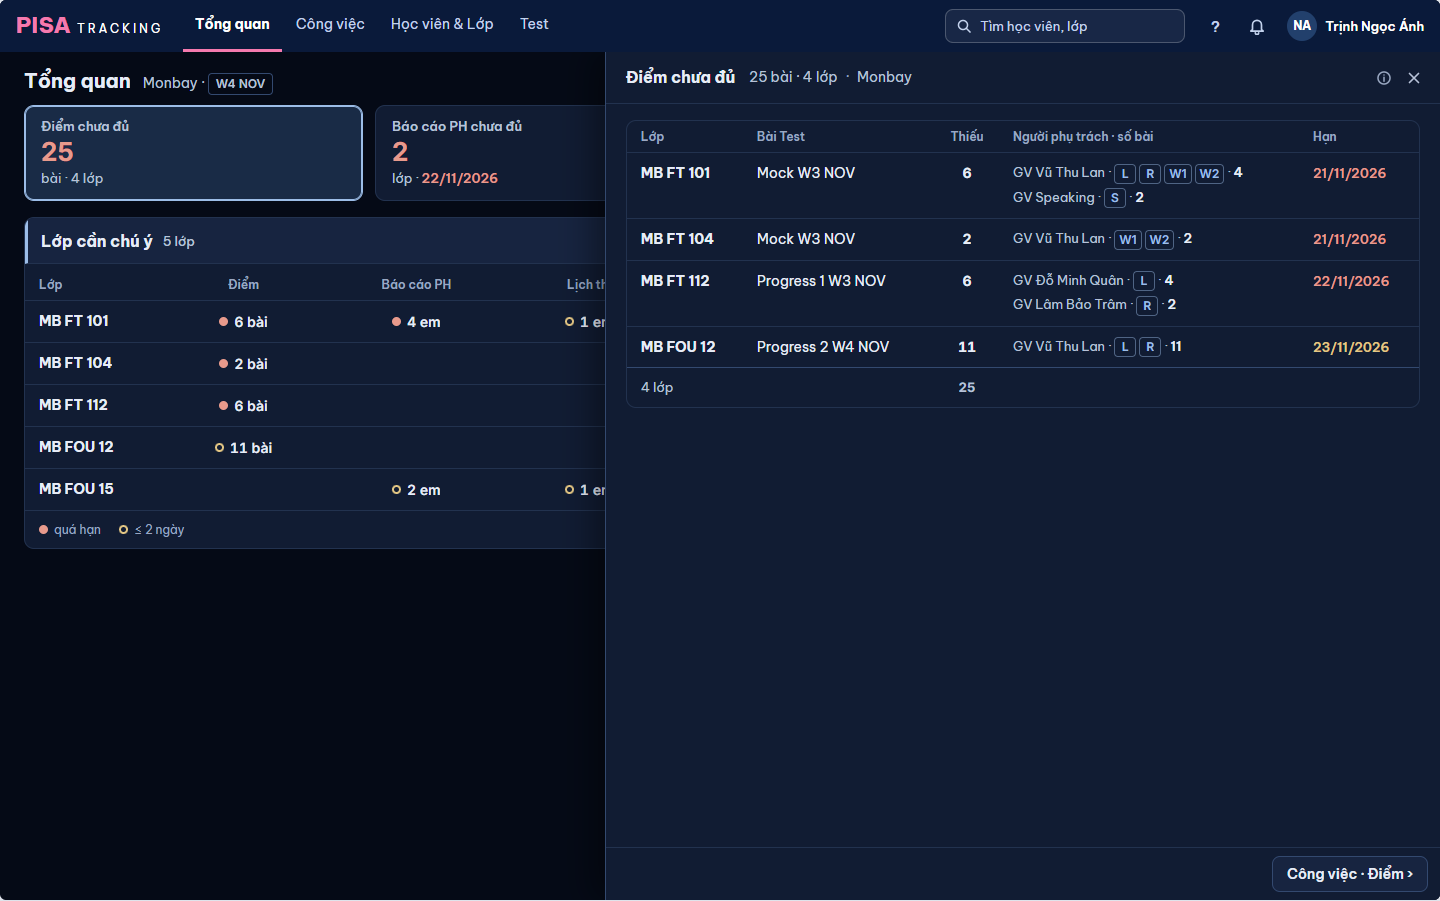 PISA TRACKING
Tổng quan Công việc Học viên & Lớp Test
Tìm học viên, lớp
?
NA Trịnh Ngọc Ánh
Tổng quan Monbay · W4 NOV
Điểm chưa đủ
25
bài · 4 lớp
Báo cáo PH chưa đủ
2
lớp · 22/11/2026
Lớp cần chú ý 5 lớp
Lớp Điểm Báo cáo PH Lịch
MB FT 101 6 bài 4 em 1
MB FT 104 2 bài
MB FT 112 6 bài
MB FOU 12 11 bài
MB FOU 15 2 em 1
quá hạn ≤ 2 ngày
Điểm chưa đủ 25 bài · 4 lớp · Monbay
Lớp Bài Test Thiếu Người phụ trách · số bài Hạn
MB FT 101 Mock W3 NOV 6 GV Vũ Thu Lan · L R W1 W2 · 4 21/11/2026
GV Speaking · S · 2
MB FT 104 Mock W3 NOV 2 GV Vũ Thu Lan · W1 W2 · 2 21/11/2026
MB FT 112 Progress 1 W3 NOV 6 GV Đỗ Minh Quân · L · 4 22/11/2026
GV Lâm Bảo Trâm · R · 2
MB FOU 12 Progress 2 W4 NOV 11 GV Vũ Thu Lan · L R · 11 23/11/2026
4 lớp 25
Công việc · Điểm ›